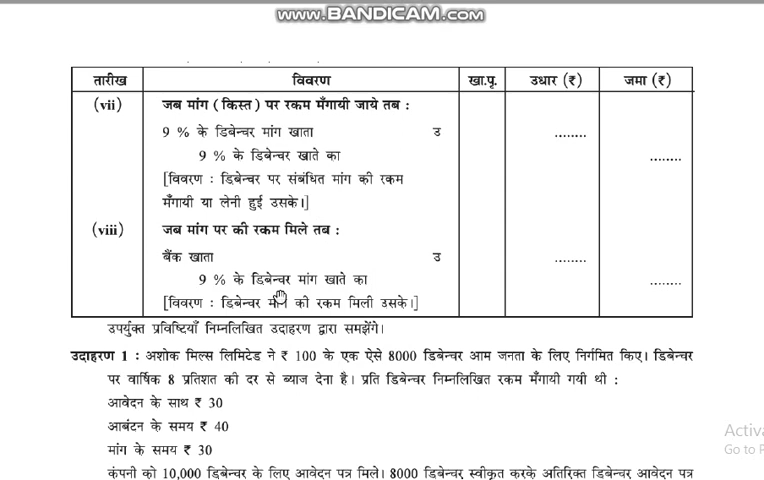 www.BANDICAM.com
तारीख विवरण खा.पृ. उधार (₹) जमा (₹)
(vii) जब मांग (किस्त) पर रकम मँगायी जाये तब :
9 % के डिबेन्चर मांग खाता उ ........
9 % के डिबेन्चर खाते का ........
[विवरण : डिबेन्चर पर संबंधित मांग की रकम
मँगायी या लेनी हुई उसके।]
(viii) जब मांग पर की रकम मिले तब :
बैंक खाता उ ........
9 % के डिबेन्चर मांग खाते का ........
[विवरण : डिबेन्चर की रकम मिली उसके।]
उपर्युक्त प्रविष्टियाँ निम्नलिखित उदाहरण द्वारा समझेंगे।
उदाहरण 1 : अशोक मिल्स लिमिटेड ने ₹ 100 के एक ऐसे 8000 डिबेन्चर आम जनता के लिए निर्गमित किए। डिबेन्चर
पर वार्षिक 8 प्रतिशत की दर से ब्याज देना है। प्रति डिबेन्चर निम्नलिखित रकम मँगायी गयी थी :
आवेदन के साथ ₹ 30
आबंटन के समय ₹ 40
मांग के समय ₹ 30
कंपनी को 10,000 डिबेन्चर के लिए आवेदन पत्र मिले। 8000 डिबेन्चर स्वीकृत करके अतिरिक्त डिबेन्चर आवेदन पत्र